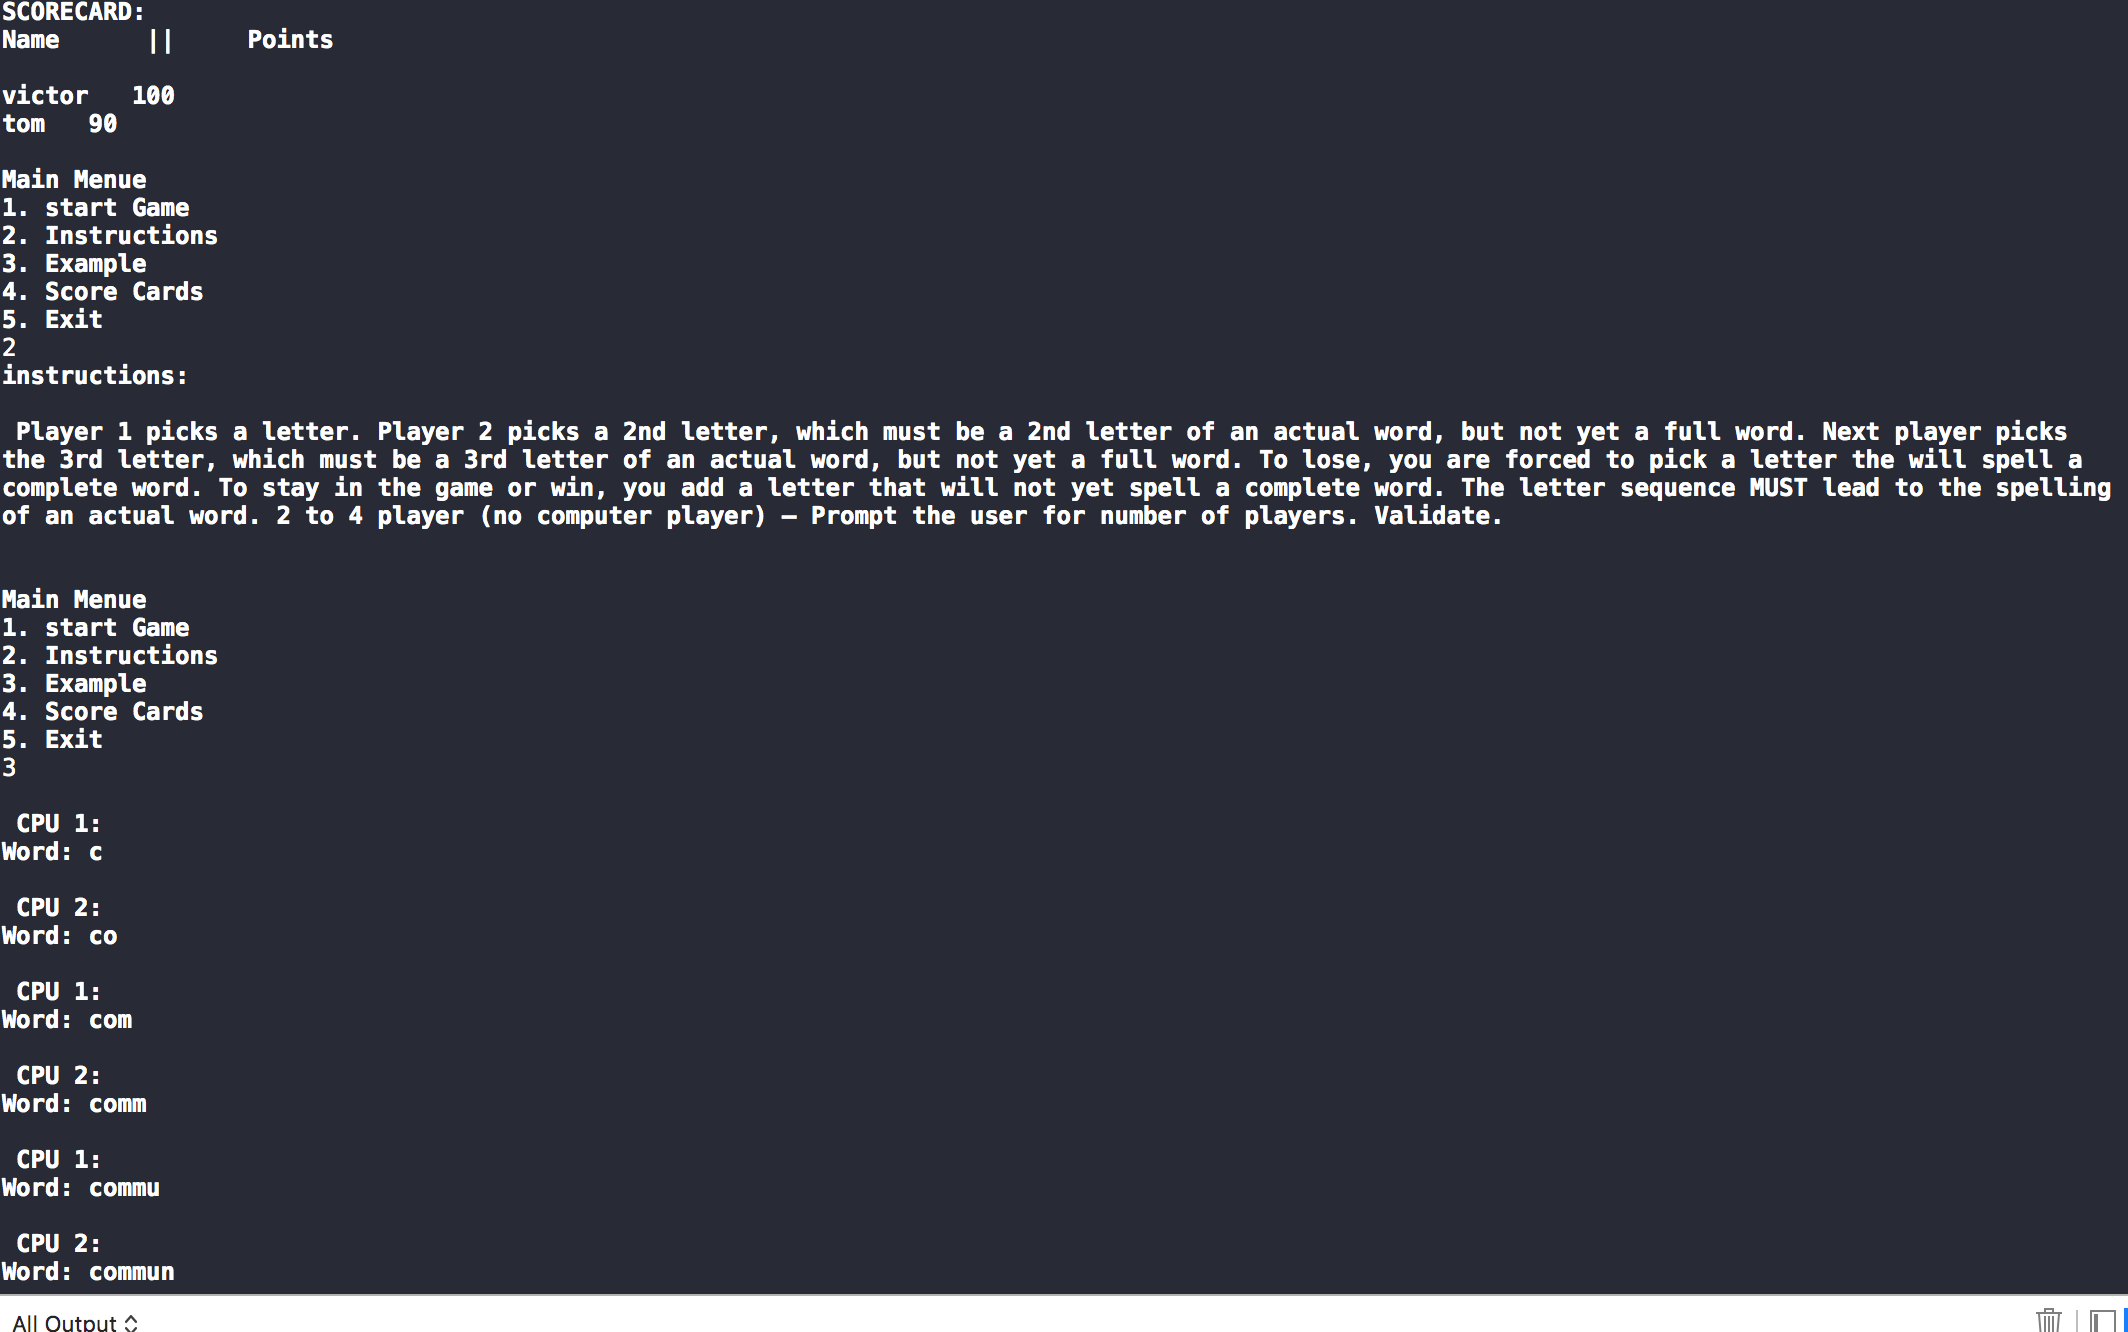 SCORECARD:
Name      ||     Points
victor   100
tom   90
Main Menue
1. start Game
2. Instructions
3. Example
4. Score Cards
5. Exit
2
instructions:
Player 1 picks a letter. Player 2 picks a 2nd letter, which must be a 2nd letter of an actual word, but not yet a full word. Next player picks
the 3rd letter, which must be a 3rd letter of an actual word, but not yet a full word. To lose, you are forced to pick a letter the will spell a
complete word. To stay in the game or win, you add a letter that will not yet spell a complete word. The letter sequence MUST lead to the spelling
of an actual word. 2 to 4 player (no computer player) – Prompt the user for number of players. Validate.
Main Menue
1. start Game
2. Instructions
3. Example
4. Score Cards
5. Exit
3
CPU 1:
Word: c
CPU 2:
Word: co
CPU 1:
Word: com
CPU 2:
Word: comm
CPU 1:
Word: commu
CPU 2:
Word: commun
All Output